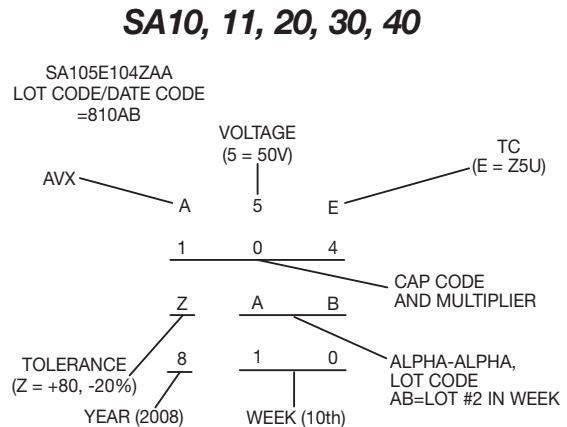 SA10, 11, 20, 30, 40
SA105E104ZAA
LOT CODE/DATE CODE
=810AB
VOLTAGE
(5 = 50V)
TC
(E = Z5U)
AVX
A 5 E
1 0 4
CAP CODE
AND MULTIPLIER
Z A B
TOLERANCE
(Z = +80, -20%)
8 1 0
ALPHA-ALPHA,
LOT CODE
AB=LOT #2 IN WEEK
YEAR (2008)
WEEK (10th)